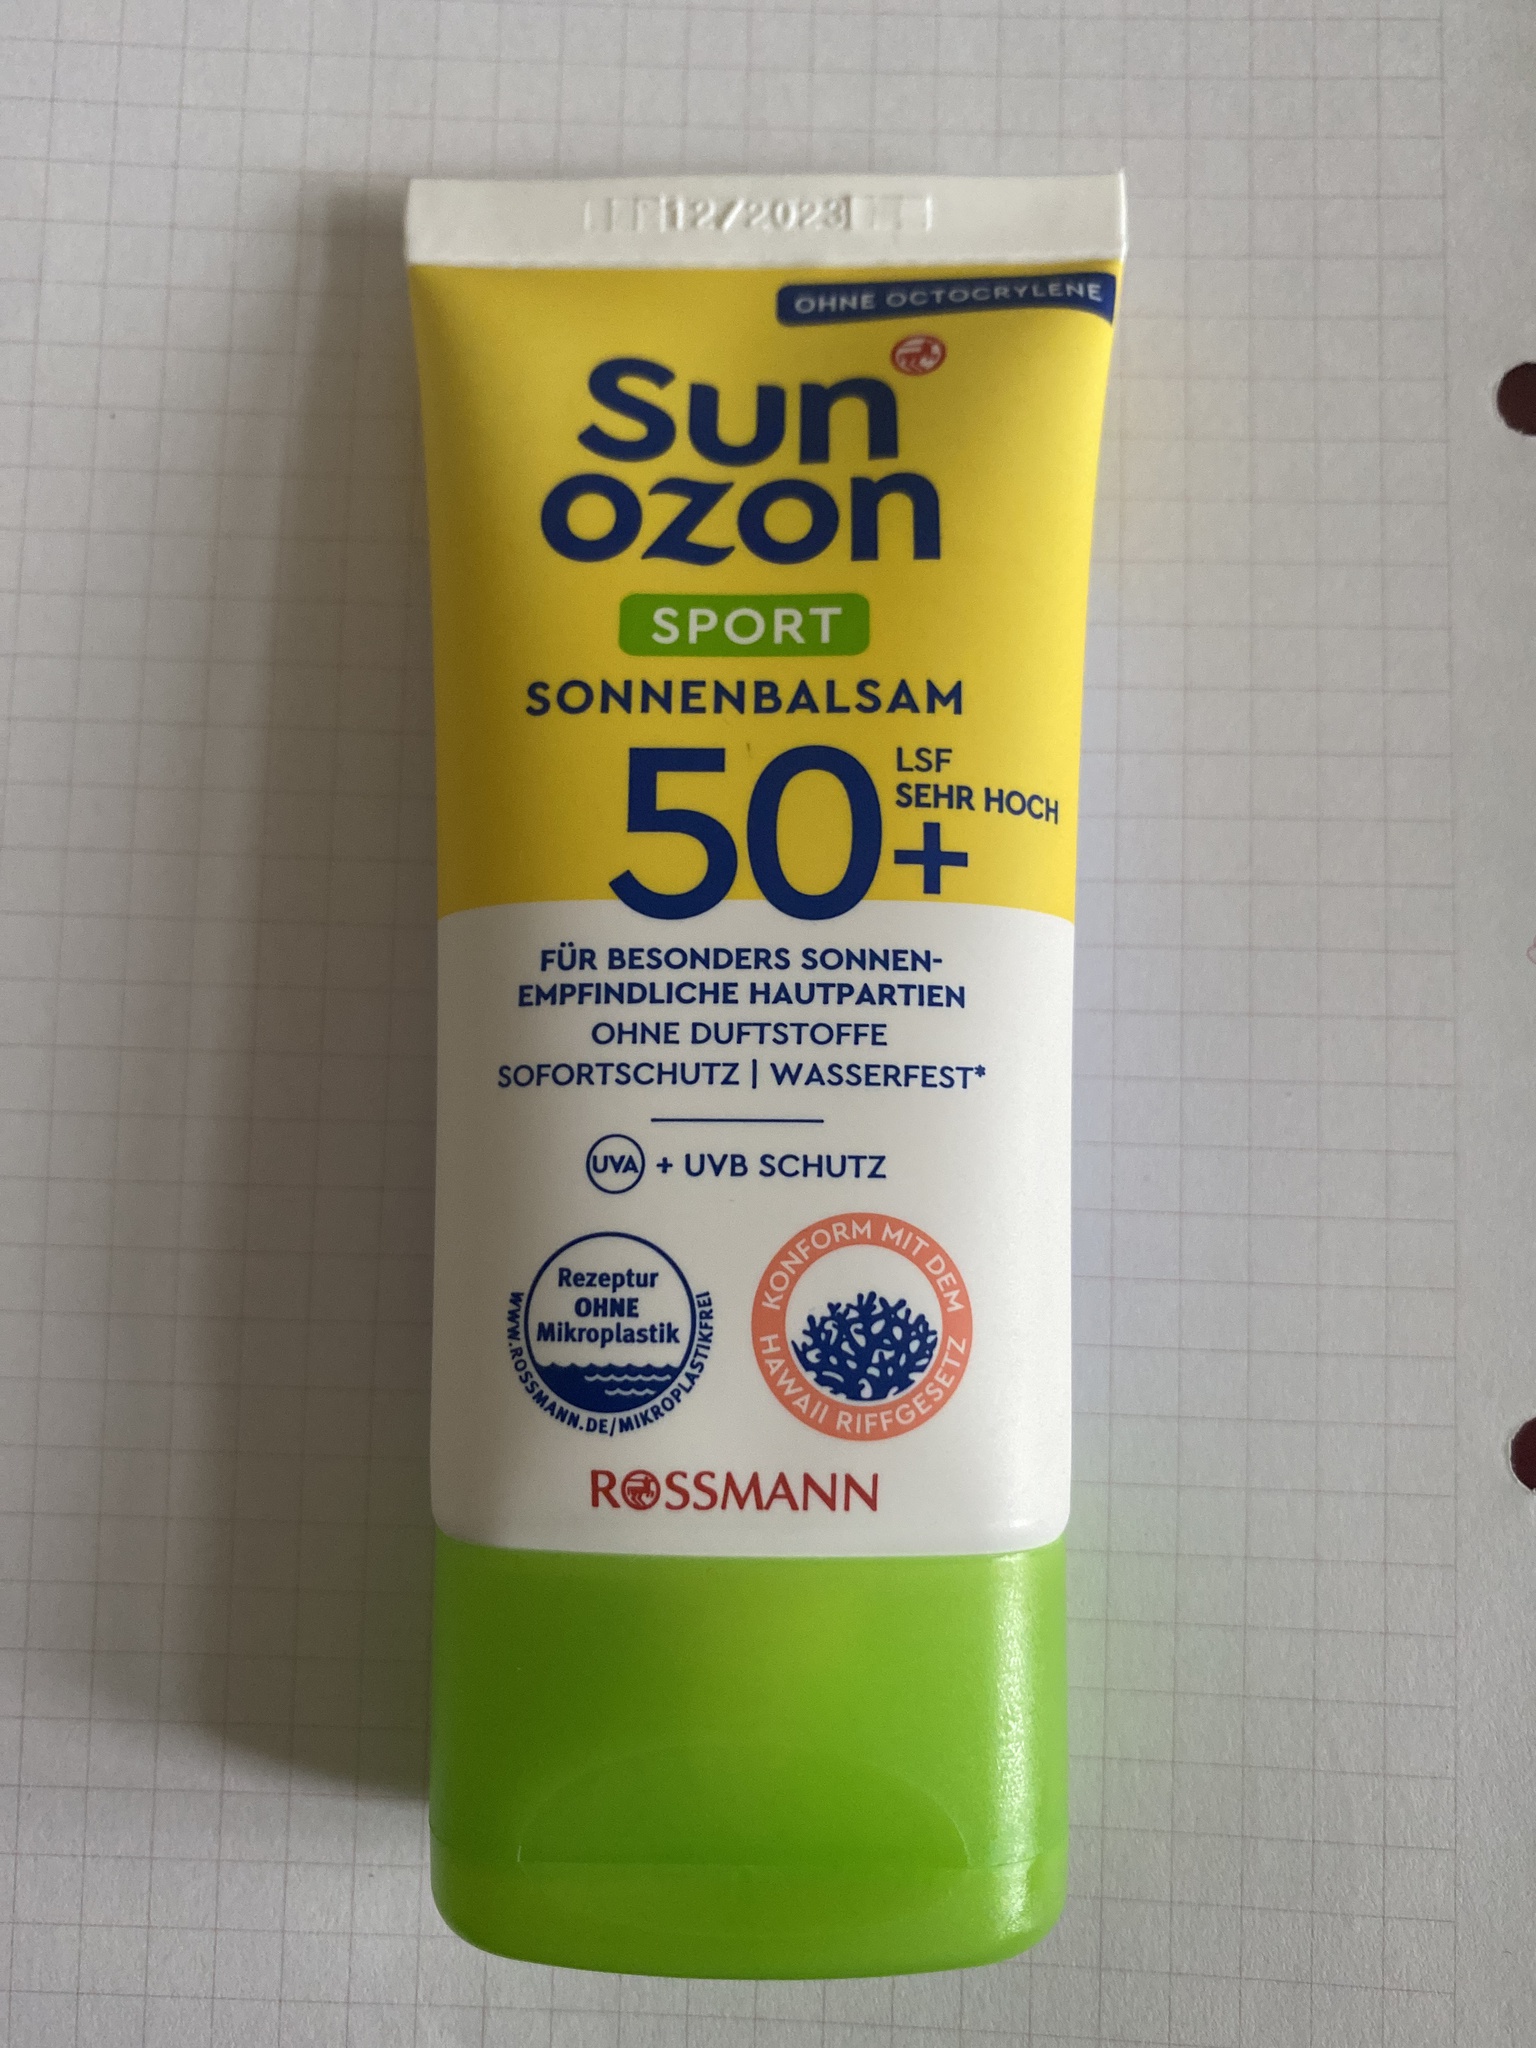 12/2023
OHNE OCTOCRYLENE
Sun
ozon
SPORT
SONNENBALSAM
50+
LSF
SEHR HOCH
FÜR BESONDERS SONNEN-
EMPFINDLICHE HAUTPARTIEN
OHNE DUFTSTOFFE
SOFORTSCHUTZ | WASSERFEST*
UVA + UVB SCHUTZ
Rezeptur
OHNE
Mikroplastik
WWW.ROSSMANN.DE/MIKROPLASTIKFREI
KONFORM MIT DEM
HAWAII RIFFGESETZ
ROSSMANN